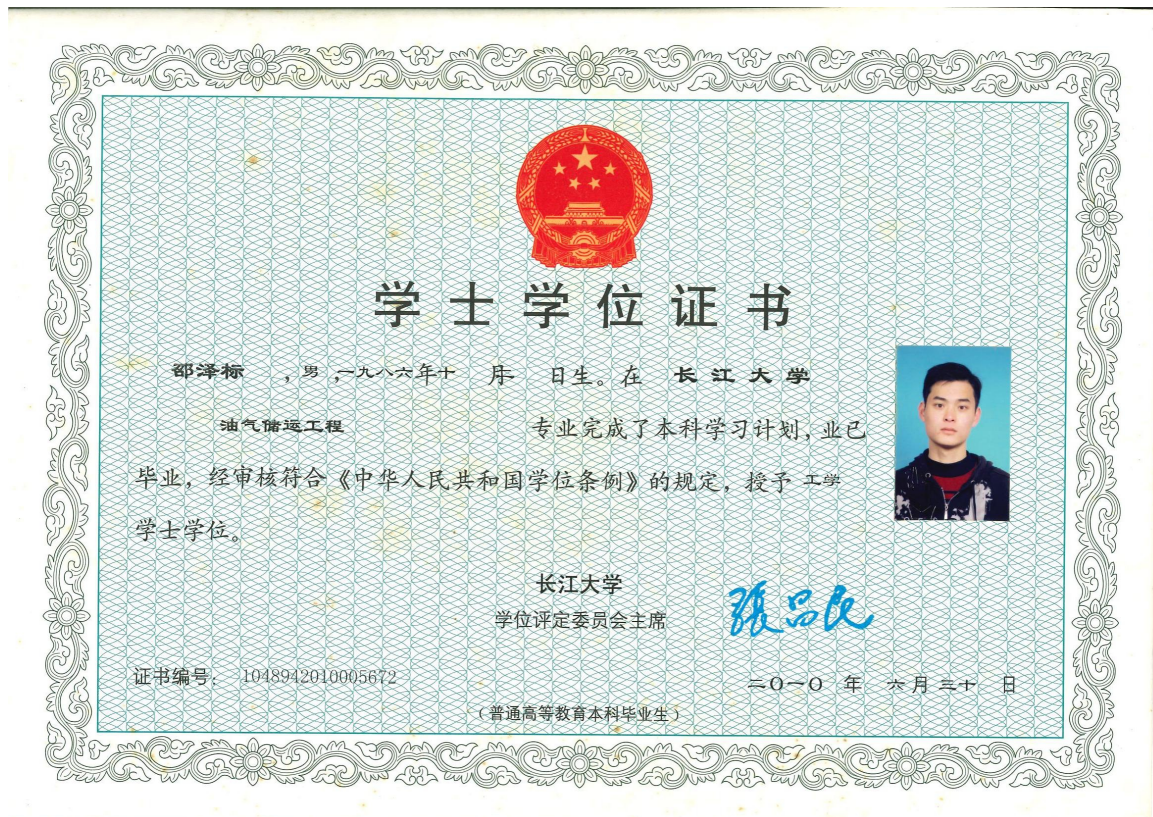 学士学位证书
邵泽标 ,男,一九八六年十 月 日生。在 长江大学
油气储运工程 专业完成了本科学习计划,业已
毕业,经审核符合《中华人民共和国学位条例》的规定,授予 工学
学士学位。
长江大学
学位评定委员会主席 張昌民
证书编号: 1048942010005672
二〇一〇 年 六月三十 日
(普通高等教育本科毕业生)